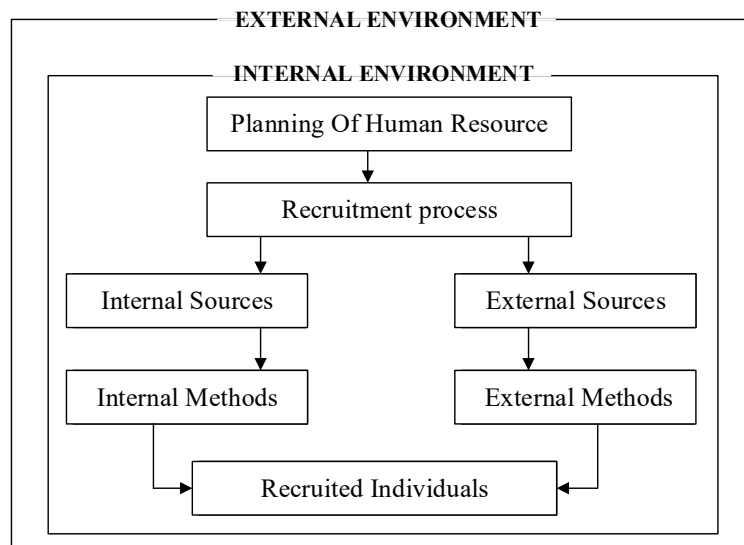 EXTERNAL ENVIRONMENT
INTERNAL ENVIRONMENT
Planning Of Human Resource
Recruitment process
Internal Sources
External Sources
Internal Methods
External Methods
Recruited Individuals